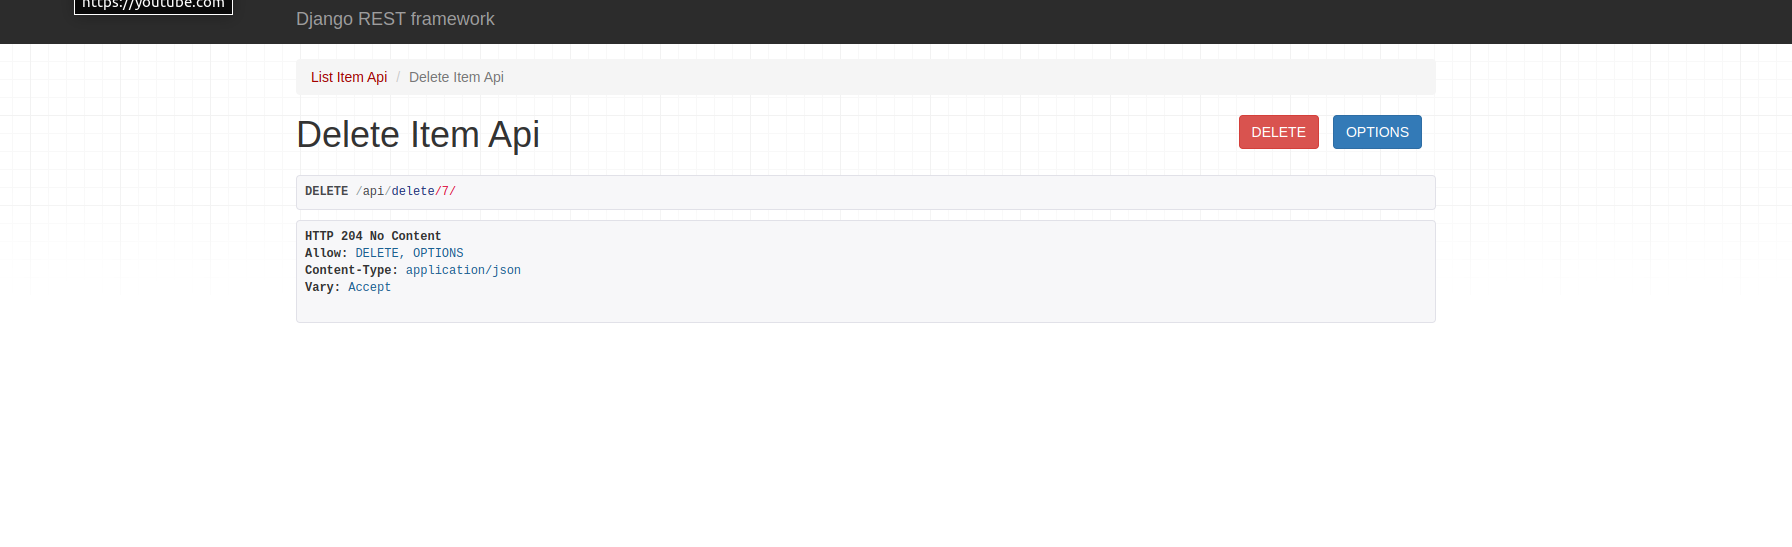 https://youtube.com
Django REST framework
List Item Api / Delete Item Api
Delete Item Api
DELETE OPTIONS
DELETE /api/delete/7/
HTTP 204 No Content
Allow: DELETE, OPTIONS
Content-Type: application/json
Vary: Accept